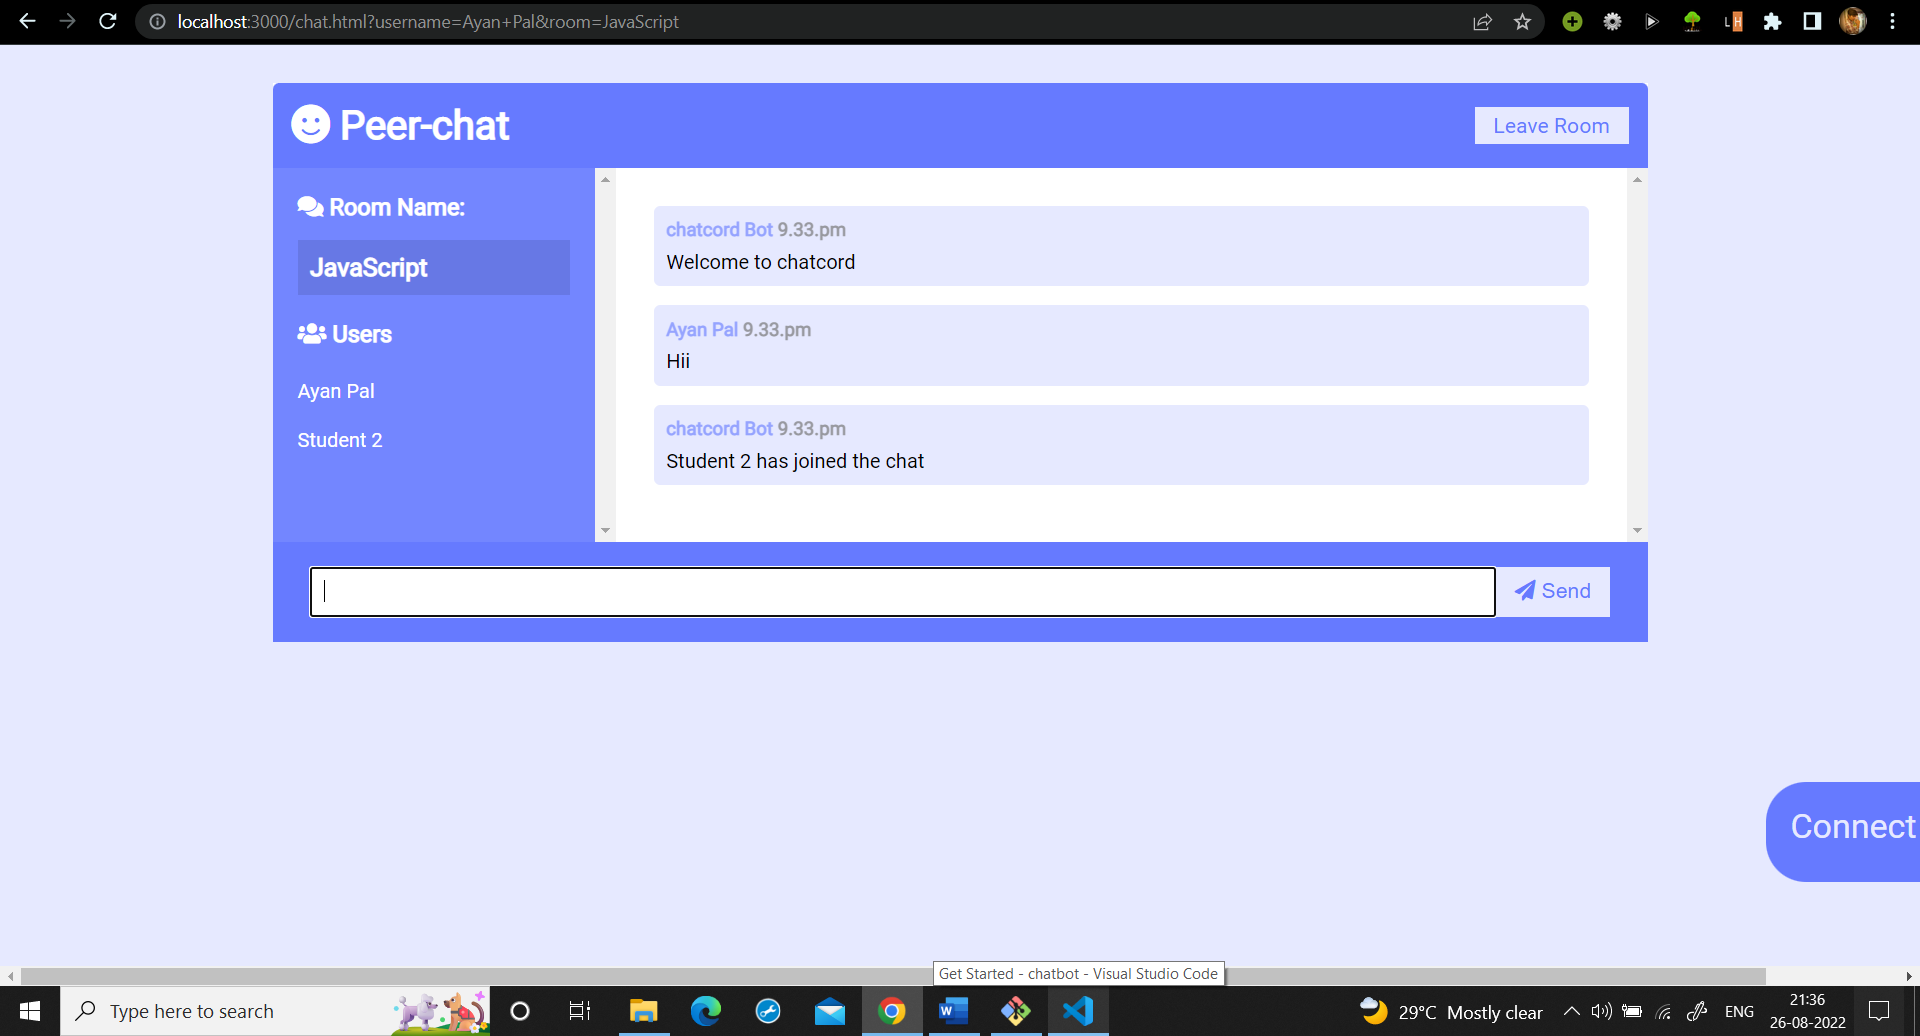 localhost:3000/chat.html?username=Ayan+Pal&room=JavaScript
Peer-chat
Leave Room
Room Name:
JavaScript
Users
Ayan Pal
Student 2
chatcord Bot 9.33.pm
Welcome to chatcord
Ayan Pal 9.33.pm
Hii
chatcord Bot 9.33.pm
Student 2 has joined the chat
Send
Connect
Get Started - chatbot - Visual Studio Code
Type here to search
29°C Mostly clear
ENG
21:36
26-08-2022